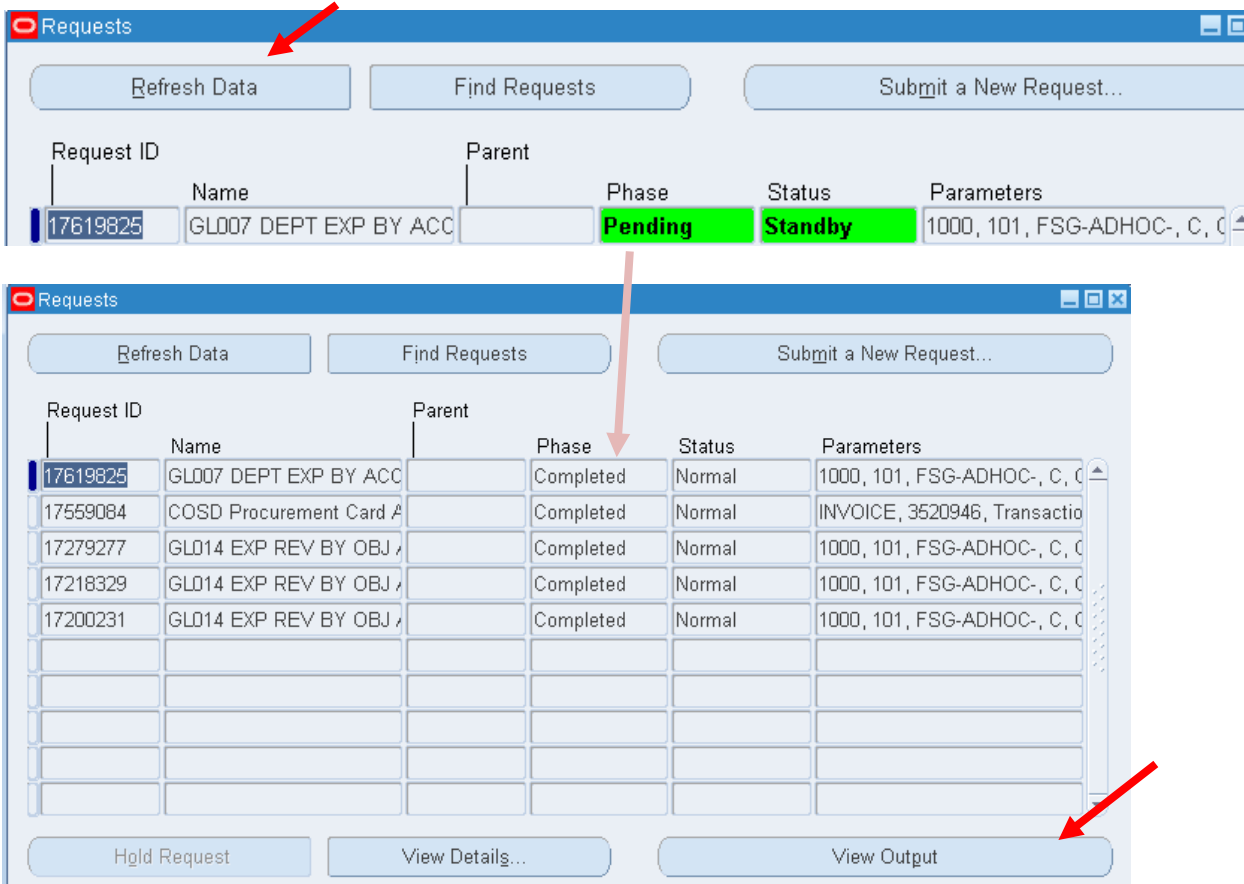 Requests
Refresh Data Find Requests Submit a New Request...
Request ID Parent
Name Phase Status Parameters
17619825 GL007 DEPT EXP BY ACC Pending Standby 1000, 101, FSG-ADHOC-, C, C
Requests
Refresh Data Find Requests Submit a New Request...
Request ID Parent
Name Phase Status Parameters
17619825 GL007 DEPT EXP BY ACC Completed Normal 1000, 101, FSG-ADHOC-, C, C
17559084 COSD Procurement Card A Completed Normal INVOICE, 3520946, Transactio
17279277 GL014 EXP REV BY OBJ A Completed Normal 1000, 101, FSG-ADHOC-, C, C
17218329 GL014 EXP REV BY OBJ A Completed Normal 1000, 101, FSG-ADHOC-, C, C
17200231 GL014 EXP REV BY OBJ A Completed Normal 1000, 101, FSG-ADHOC-, C, C
Hold Request View Details... View Output